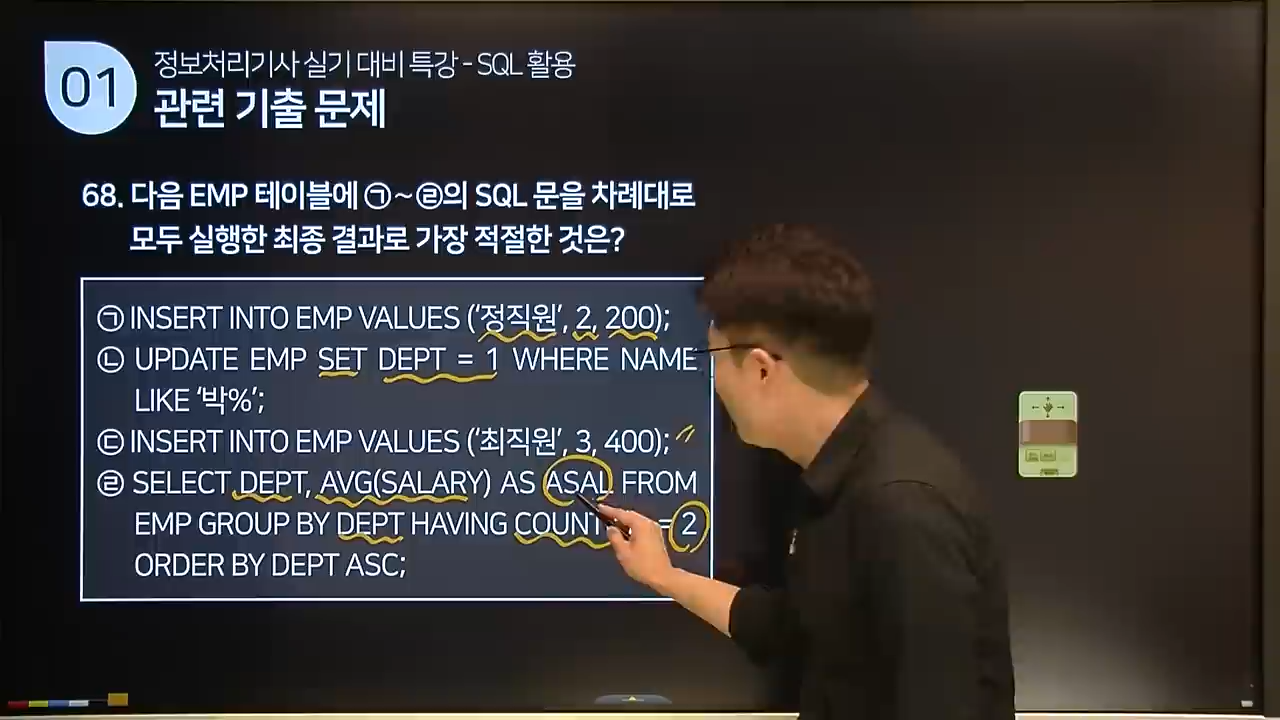 01
정보처리기사 실기 대비 특강 - SQL 활용
관련 기출 문제
68. 다음 EMP 테이블에 ㉠~㉣의 SQL 문을 차례대로
모두 실행한 최종 결과로 가장 적절한 것은?
㉠ INSERT INTO EMP VALUES (‘정직원’, 2, 200);
㉡ UPDATE EMP SET DEPT = 1 WHERE NAME
LIKE ‘박%’;
㉢ INSERT INTO EMP VALUES (‘최직원’, 3, 400);
㉣ SELECT DEPT, AVG(SALARY) AS ASAL FROM
EMP GROUP BY DEPT HAVING COUNT = 2
ORDER BY DEPT ASC;